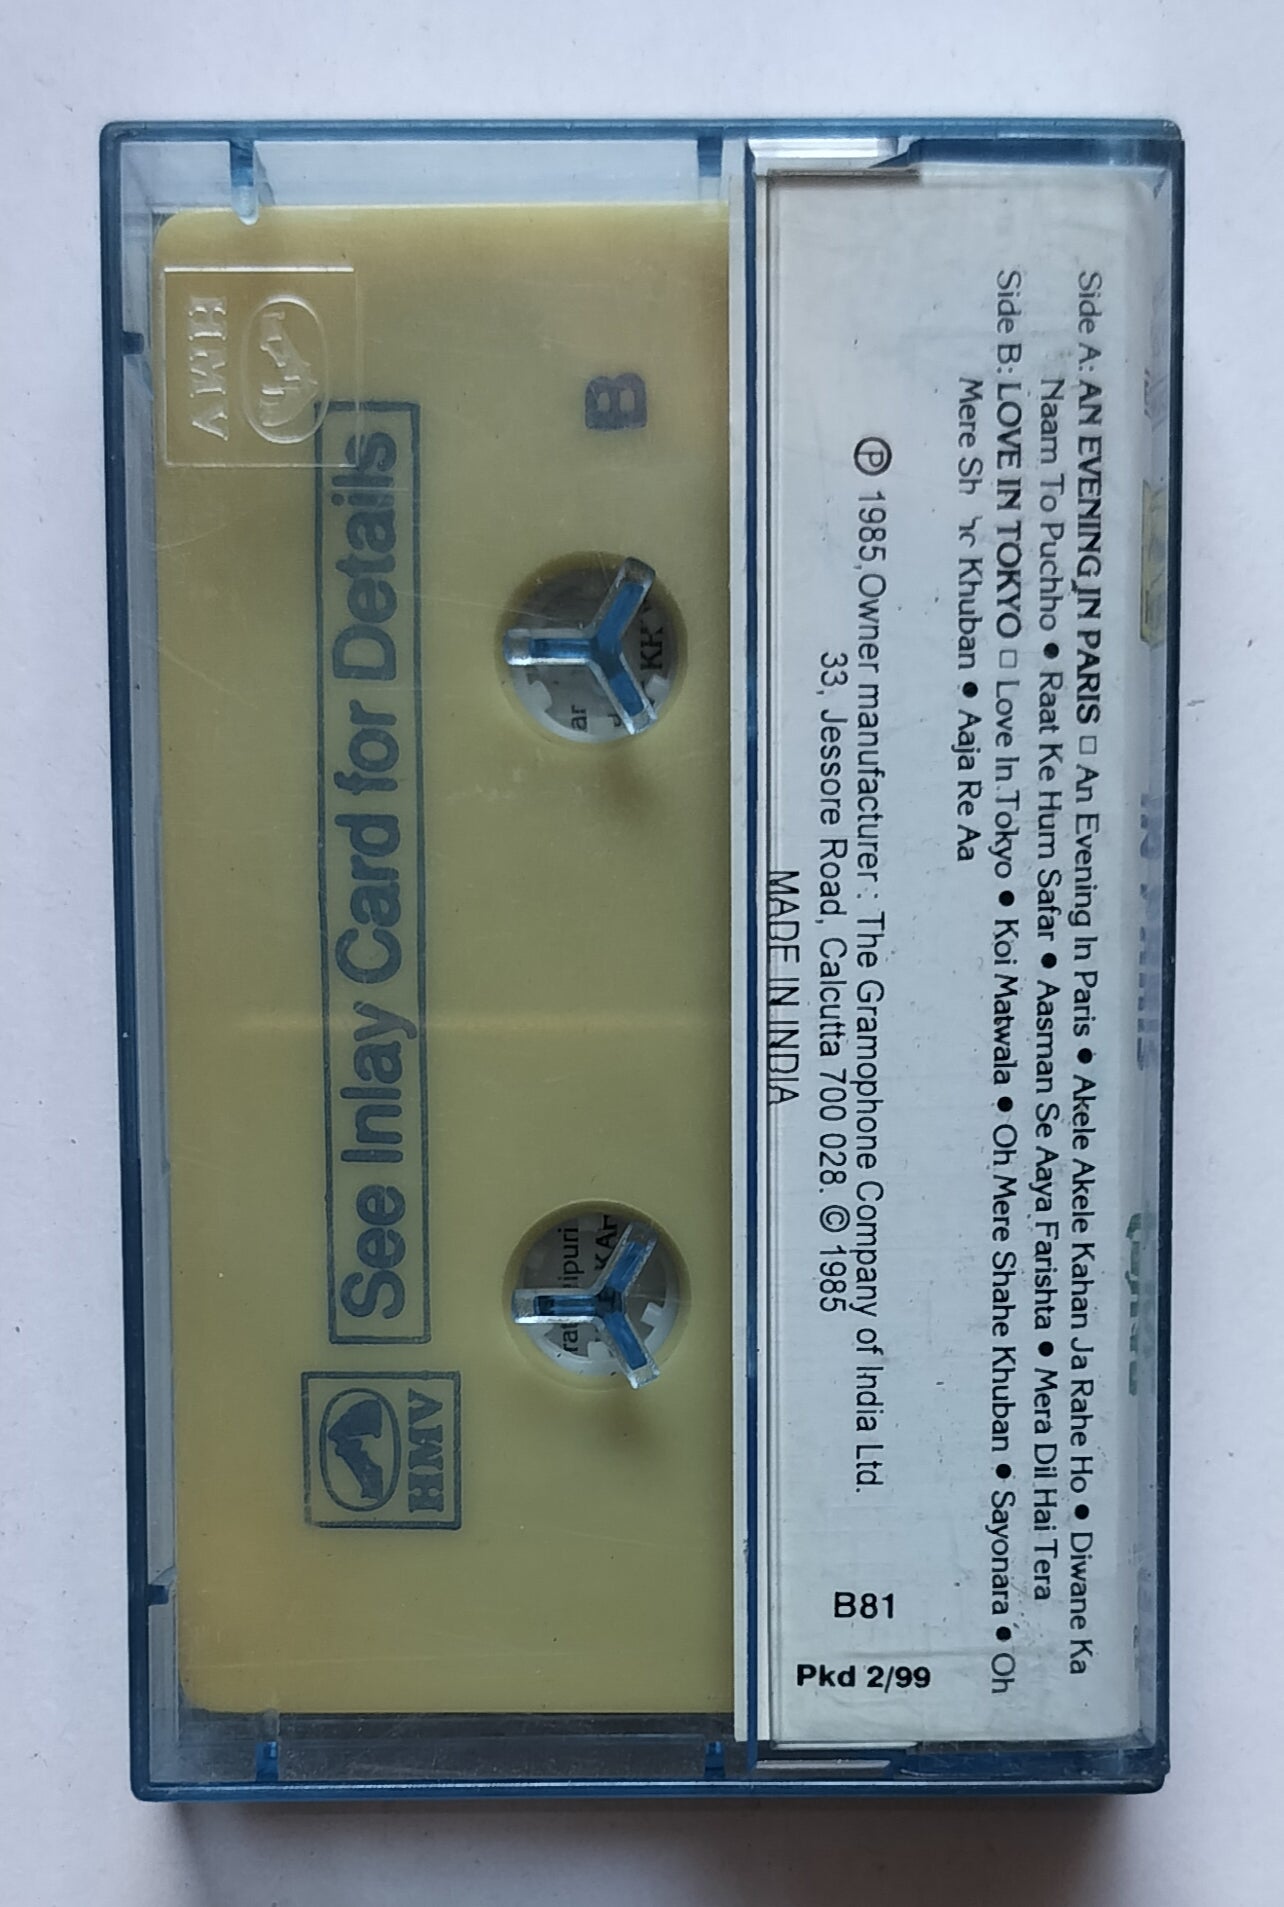 Side A: AN EVENING IN PARIS □ An Evening In Paris ● Akele Akele Kahan Ja Rahe Ho ● Diwane Ka
Naam To Puchho ● Raat Ke Hum Safar ● Aasman Se Aaya Farishta ● Mera Dil Hai Tera
Side B: LOVE IN TOKYO □ Love In Tokyo ● Koi Matwala ● Oh Mere Shahe Khuban ● Sayonara ● Oh
Mere Sh Khuban ● Aaja Re Aa
Ⓟ 1985, Owner manufacturer : The Gramophone Company of India Ltd.
33, Jessore Road, Calcutta 700 028. © 1985
MADE IN INDIA
B81
Pkd 2/99
B
See Inlay Card for Details
HMV
HMV